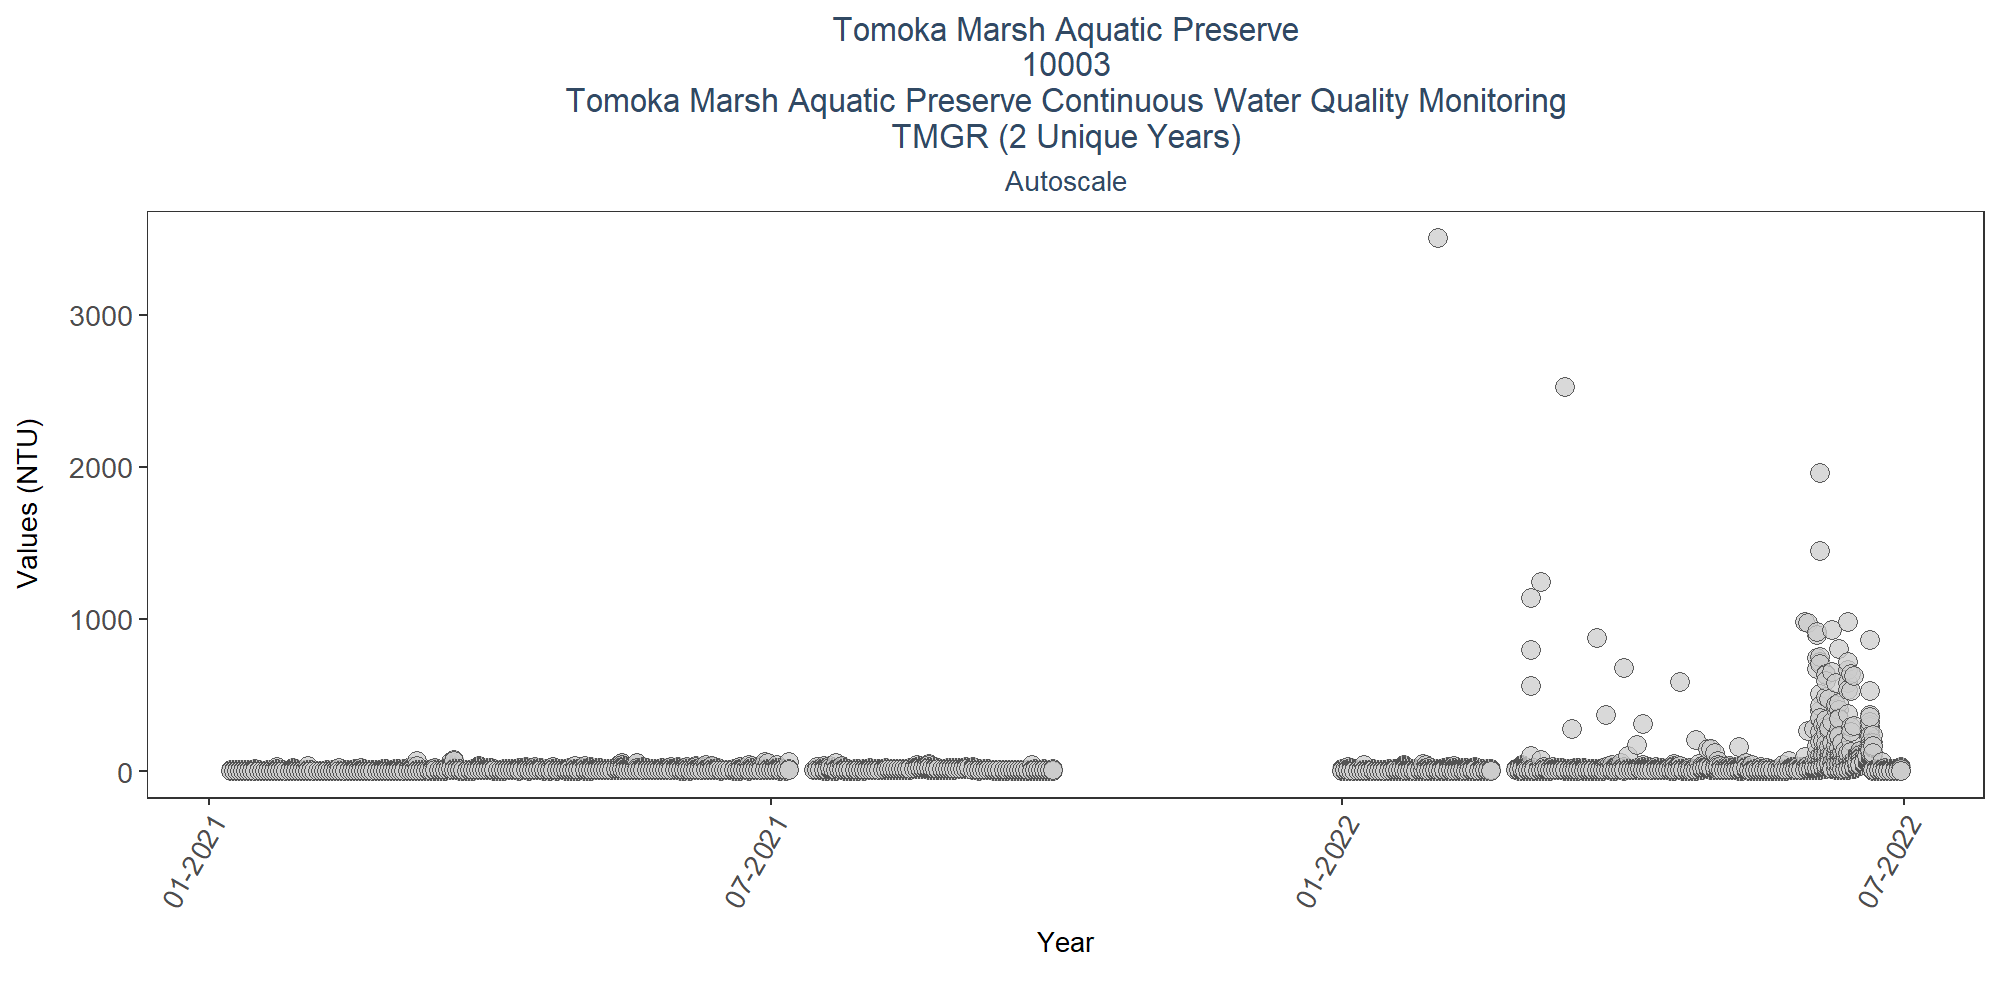 Tomoka Marsh Aquatic Preserve
10003
Tomoka Marsh Aquatic Preserve Continuous Water Quality Monitoring
TMGR (2 Unique Years)
Autoscale
Values (NTU)
3000
2000
1000
0
01-2021
07-2021
01-2022
07-2022
Year